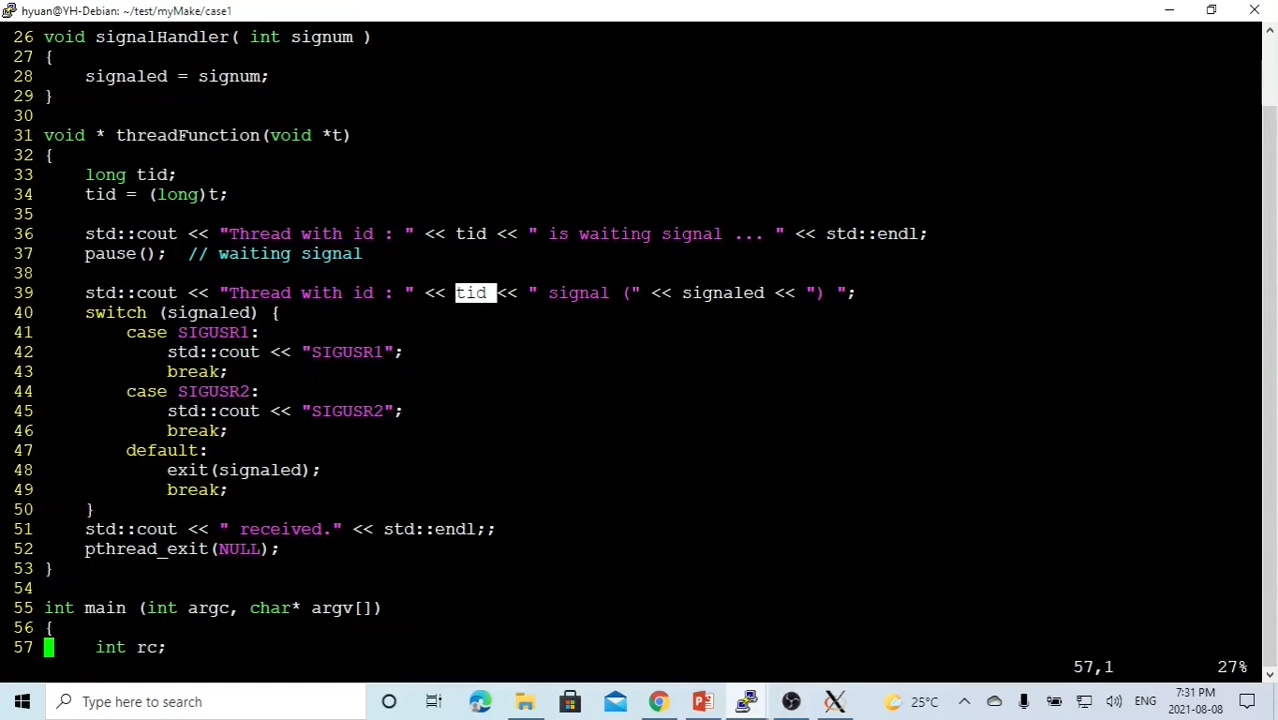 hyuan@YH-Debian: ~/test/myMake/case1
26 void signalHandler( int signum )
27 {
28     signaled = signum;
29 }
30
31 void * threadFunction(void *t)
32 {
33     long tid;
34     tid = (long)t;
35
36     std::cout << "Thread with id : " << tid << " is waiting signal ... " << std::endl;
37     pause();  // waiting signal
38
39     std::cout << "Thread with id : " << tid << " signal (" << signaled << ") ";
40     switch (signaled) {
41         case SIGUSR1:
42             std::cout << "SIGUSR1";
43             break;
44         case SIGUSR2:
45             std::cout << "SIGUSR2";
46             break;
47         default:
48             exit(signaled);
49             break;
50     }
51     std::cout << " received." << std::endl;;
52     pthread_exit(NULL);
53 }
54
55 int main (int argc, char* argv[])
56 {
57      int rc;
57,1 27%
Type here to search
25°C
ENG
7:31 PM
2021-08-08